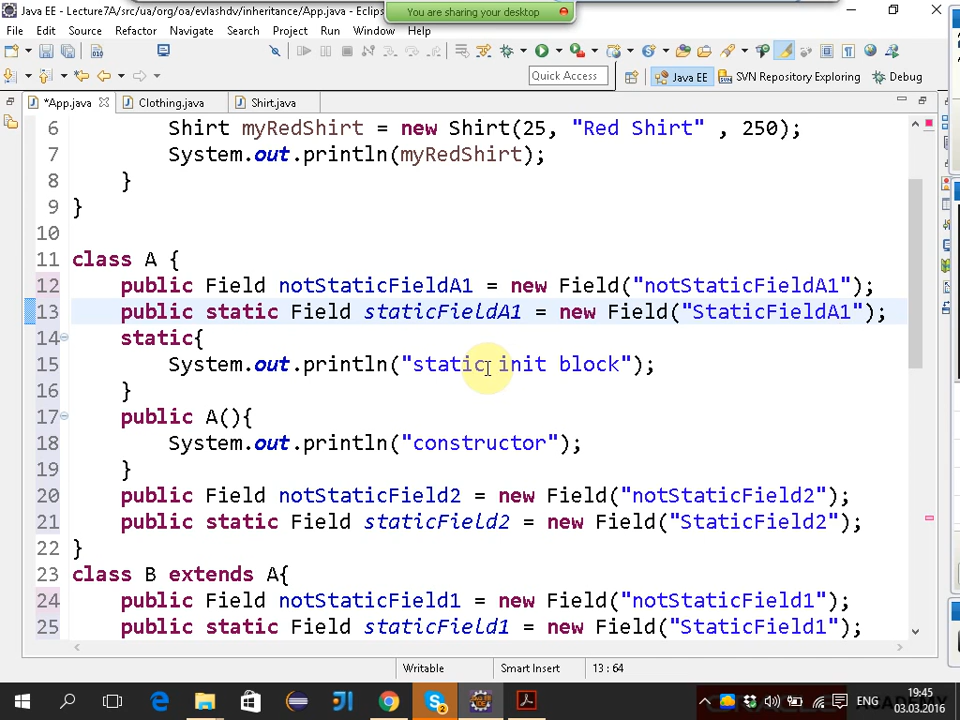 Java EE - Lecture7A/src/ua/org/oa/evlashdv/inheritance/App.java - Eclips
You are sharing your desktop
File Edit Source Refactor Navigate Search Project Run Window Help
Quick Access
Java EE SVN Repository Exploring Debug
*App.java Clothing.java Shirt.java
6 Shirt myRedShirt = new Shirt(25, "Red Shirt" , 250);
7 System.out.println(myRedShirt);
8 }
9 }
10
11 class A {
12 public Field notStaticFieldA1 = new Field("notStaticFieldA1");
13 public static Field staticFieldA1 = new Field("StaticFieldA1");
14 static{
15 System.out.println("static init block");
16 }
17 public A(){
18 System.out.println("constructor");
19 }
20 public Field notStaticField2 = new Field("notStaticField2");
21 public static Field staticField2 = new Field("StaticField2");
22 }
23 class B extends A{
24 public Field notStaticField1 = new Field("notStaticField1");
25 public static Field staticField1 = new Field("StaticField1");
Writable Smart Insert 13 : 64
ENG
19:45
03.03.2016